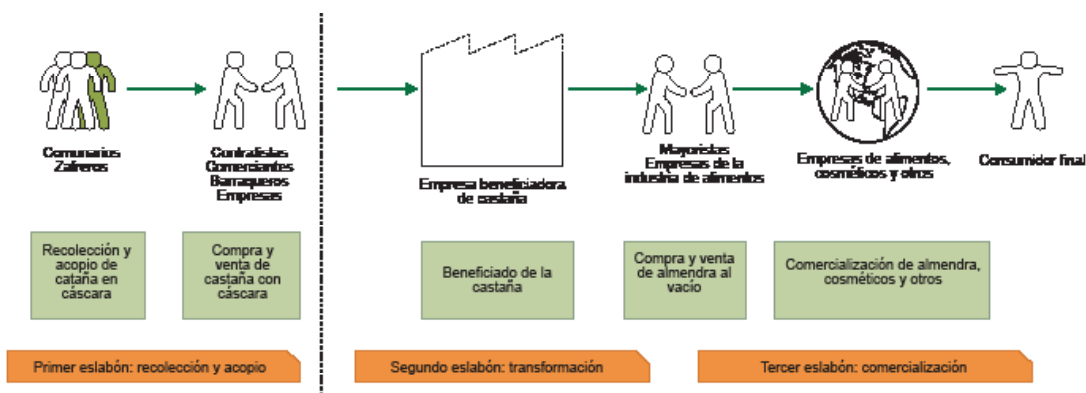 Comunarios
Zafreros
Contratistas
Comerciantes
Barraqueros
Empresas
Empresa beneficiadora
de castaña
Mayoristas
Empresas de la
industria de alimentos
Empresas de alimentos,
cosméticos y otros
Consumidor final
Recolección y
acopio de
cataña en
cáscara
Compra y
venta de
castaña con
cáscara
Beneficiado de la
castaña
Compra y venta
de almendra al
vacío
Comercialización de almendra,
cosméticos y otros
Primer eslabón: recolección y acopio
Segundo eslabón: transformación
Tercer eslabón: comercialización